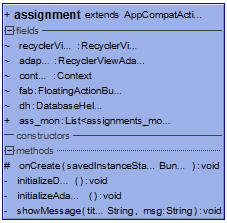 + assignment extends AppCompatActi...
fields
~ recyclerVi... :RecyclerVi...
~ adap... :RecyclerViewAda...
~ cont... :Context
~ fab:FloatingActionBu...
~ dh:DatabaseHel...
+ ass_mon:List<assignments_mo...
constructors
methods
# onCreate(savedInstanceSta... Bun... ):void
- initializeD... ():void
- initializeAda... ():void
- showMessage(tit... String, msg:String):void